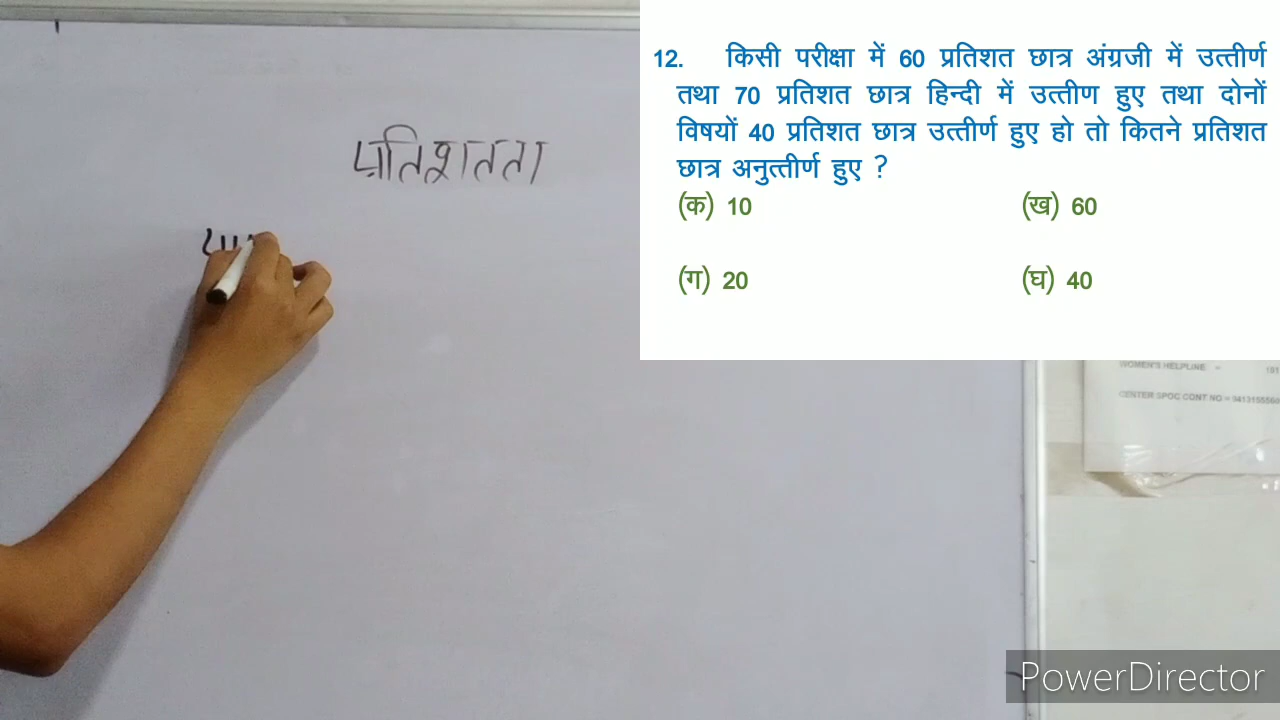 12. किसी परीक्षा में 60 प्रतिशत छात्र अंग्रजी में उत्तीर्ण
तथा 70 प्रतिशत छात्र हिन्दी में उत्तीण हुए तथा दोनों
विषयों 40 प्रतिशत छात्र उत्तीर्ण हुए हो तो कितने प्रतिशत
छात्र अनुत्तीर्ण हुए ?
(क) 10 (ख) 60
(ग) 20 (घ) 40
प्रतिशतता
WOMEN'S HELPLINE = 191
CENTER SPOC CONT.NO =
PowerDirector